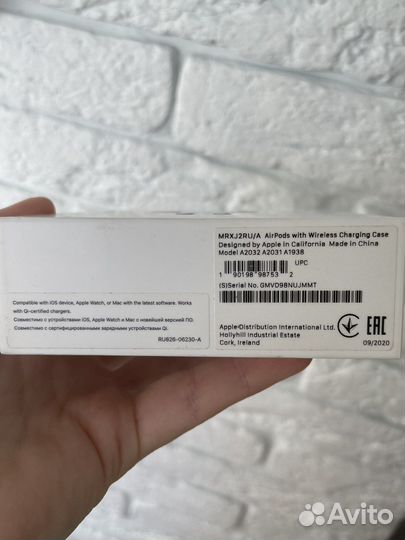 MRXJ2RU/A AirPods with Wireless Charging Case
Designed by Apple in California Made in China
Model A2032 A2031 A1938
UPC
1 90198 98753 2
(S)Serial No. GMVD98NUJMMT
Compatible with iOS device, Apple Watch, or Mac with the latest software. Works
with Qi-certified chargers.
Совместимо с устройствами iOS, Apple Watch и Mac с новейшей версией ПО.
Совместимо с сертифицированными зарядными устройствами Qi.
RU626-06230-A
Apple Distribution International Ltd.
Hollyhill Industrial Estate
Cork, Ireland
EAC
09/2020
Avito